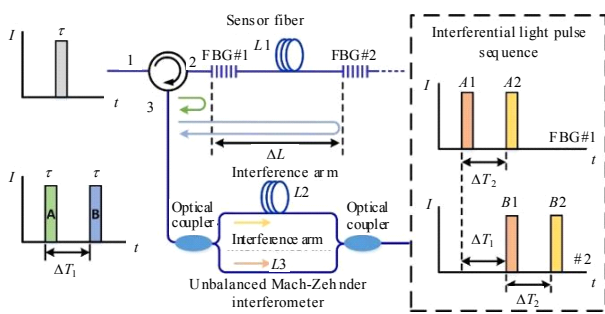 I
τ
t
Sensor fiber
1
2
3
FBG#1
L1
FBG#2
ΔL
Interference arm
L2
Optical
coupler
Interference arm
L3
Optical
coupler
Unbalanced Mach-Zehnder
interferometer
I
τ
τ
A
B
t
ΔT1
Interferential light pulse
sequence
I
A1
A2
FBG#1
t
ΔT2
I
B1
B2
ΔT1
#2
t
ΔT2